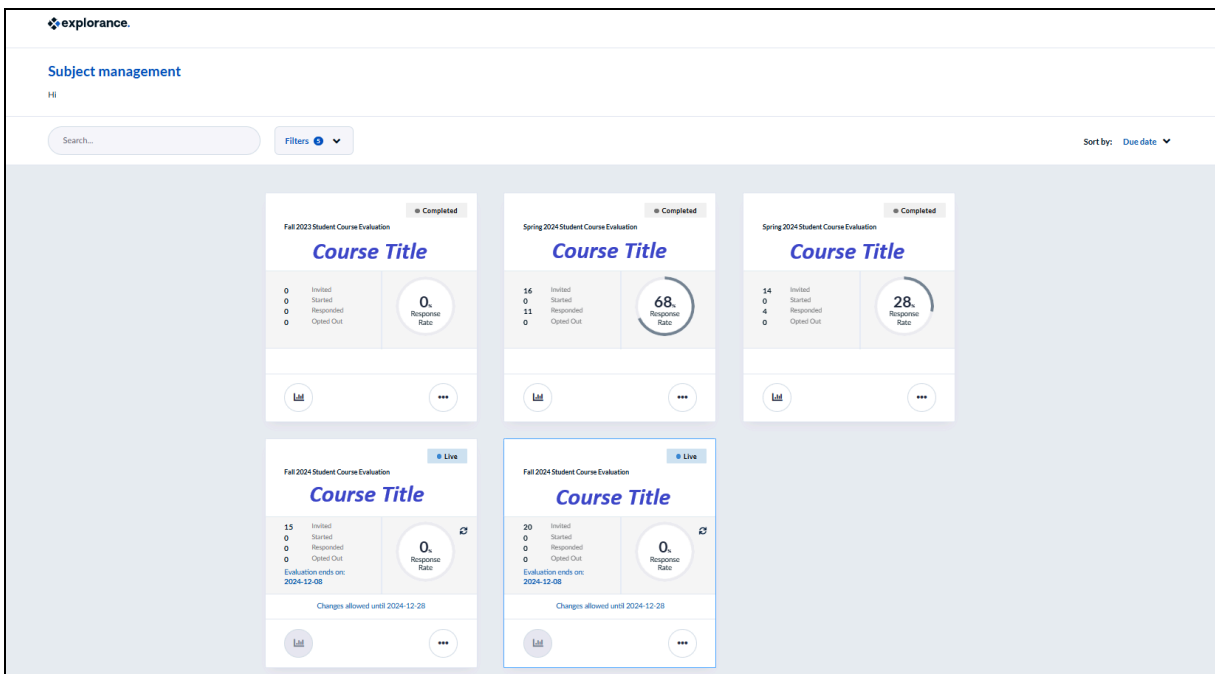 explorance.
Subject management
Hi
Search...
Filters 5
Sort by: Due date
Completed
Fall 2023 Student Course Evaluation
Course Title
0 Invited
0 Started
0 Responded
0 Opted Out
0%
Response
Rate
Completed
Spring 2024 Student Course Evaluation
Course Title
16 Invited
0 Started
11 Responded
0 Opted Out
68%
Response
Rate
Completed
Spring 2024 Student Course Evaluation
Course Title
14 Invited
0 Started
4 Responded
0 Opted Out
28%
Response
Rate
Live
Fall 2024 Student Course Evaluation
Course Title
15 Invited
0 Started
0 Responded
0 Opted Out
Evaluation ends on:
2024-12-08
0%
Response
Rate
Changes allowed until 2024-12-28
Live
Fall 2024 Student Course Evaluation
Course Title
20 Invited
0 Started
0 Responded
0 Opted Out
Evaluation ends on:
2024-12-08
0%
Response
Rate
Changes allowed until 2024-12-28